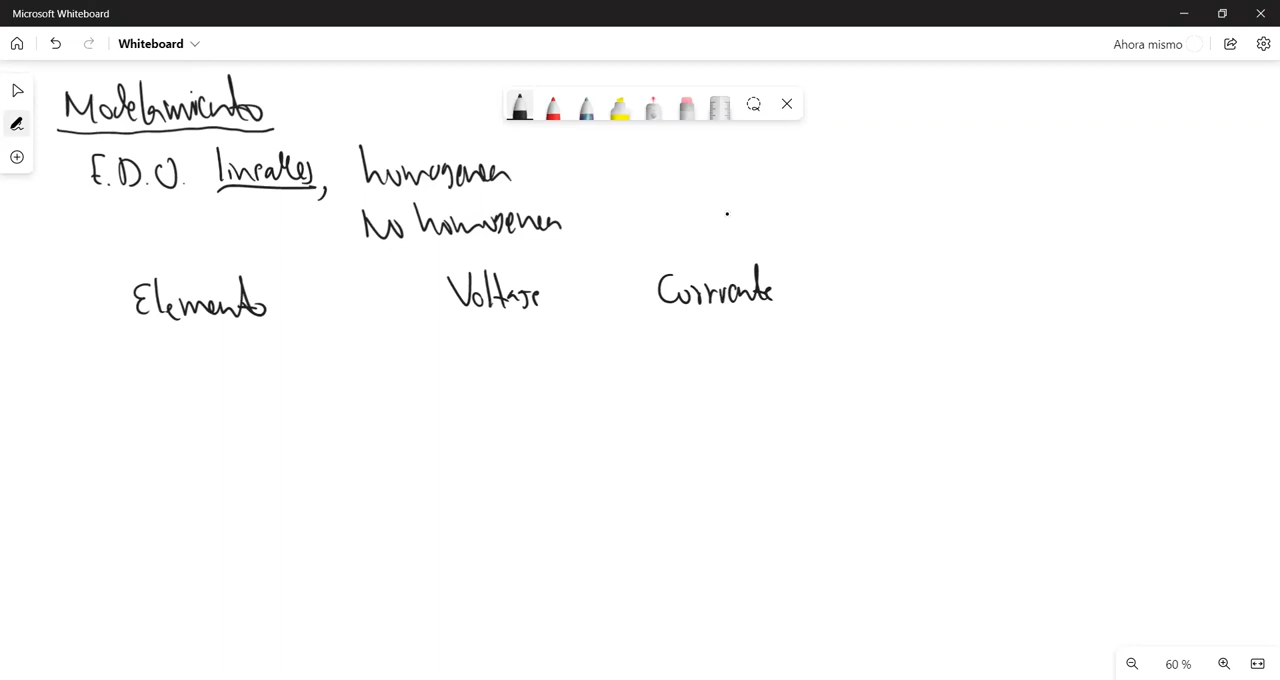 Microsoft Whiteboard
Whiteboard
Ahora mismo
Modelamiento
E.D.O. lineales, homogenea
No homogenea
Elemento Voltaje Corriente
60 %